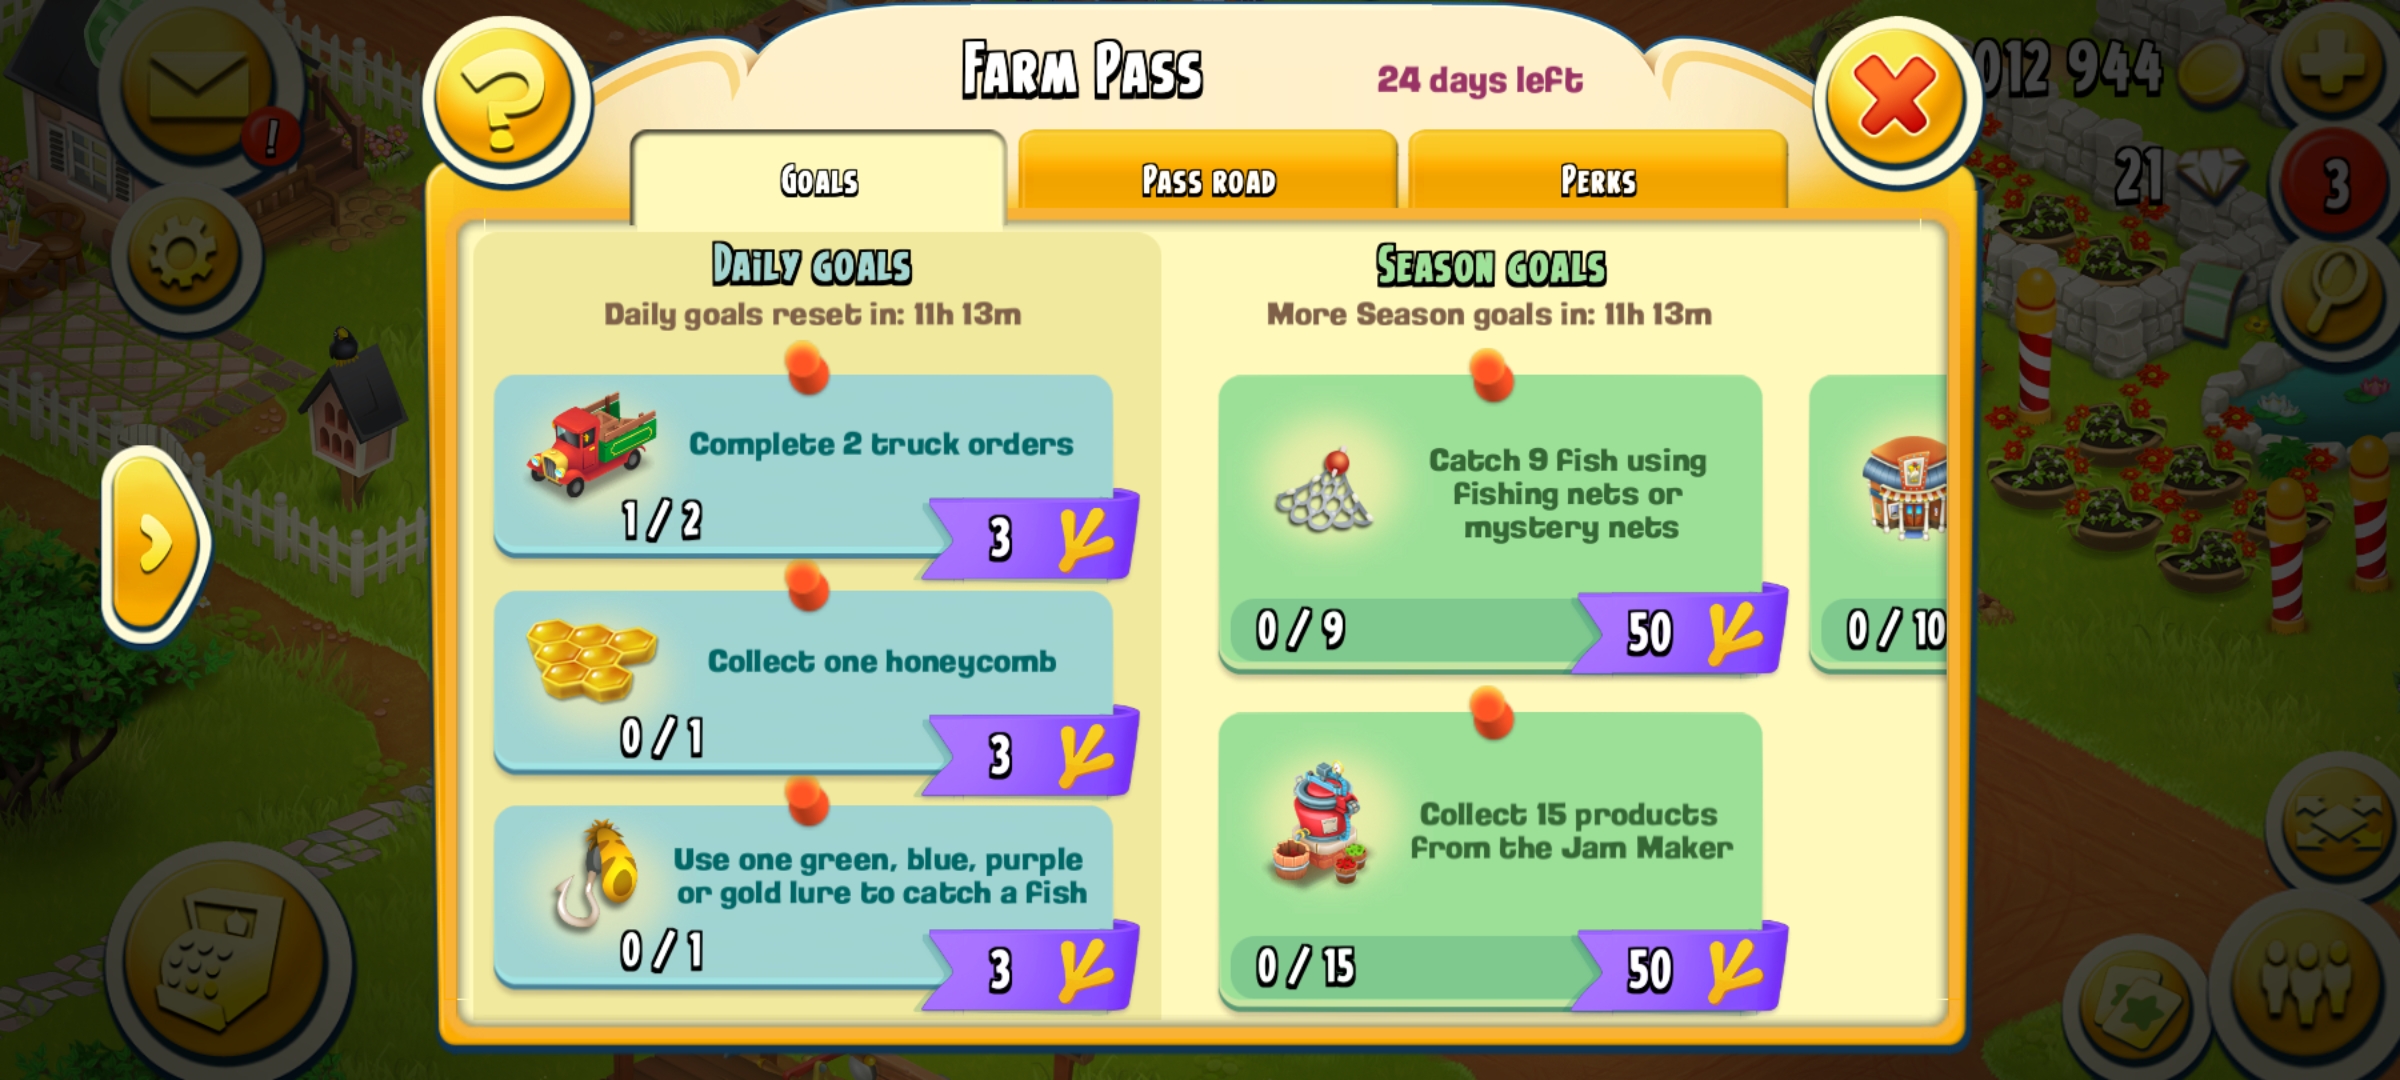 FARM PASS
24 days left
GOALS
PASS ROAD
PERKS
012 944
21
3
!
DAILY GOALS
Daily goals reset in: 11h 13m
Complete 2 truck orders
1 / 2
3
Collect one honeycomb
0 / 1
3
Use one green, blue, purple
or gold lure to catch a fish
0 / 1
3
SEASON GOALS
More Season goals in: 11h 13m
Catch 9 fish using
fishing nets or
mystery nets
0 / 9
50
0 / 10
Collect 15 products
from the Jam Maker
0 / 15
50